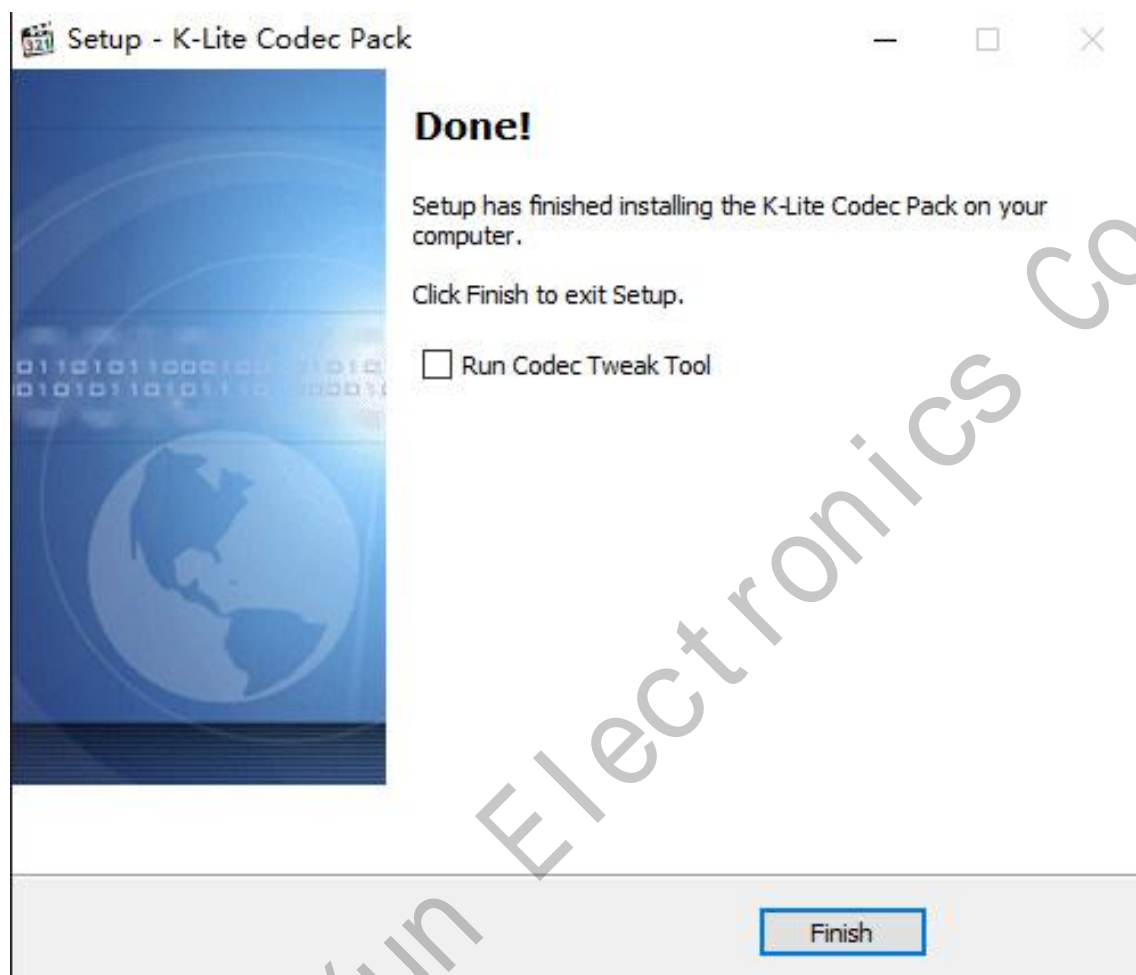 Setup - K-Lite Codec Pack
Done!
Setup has finished installing the K-Lite Codec Pack on your
computer.
Click Finish to exit Setup.
Run Codec Tweak Tool
Electronics
Finish